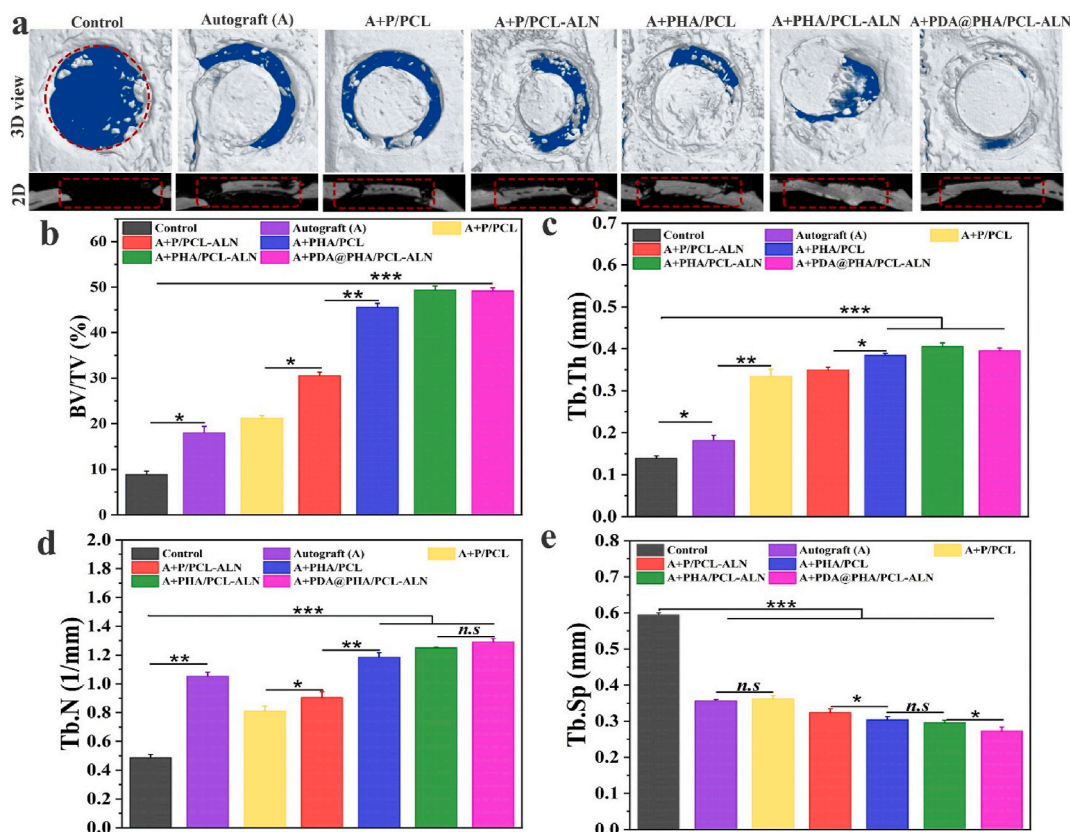 a
Control
Autograft (A)
A+P/PCL
A+P/PCL-ALN
A+PHA/PCL
A+PHA/PCL-ALN
A+PDA@PHA/PCL-ALN
3D view
2D
b
Control
Autograft (A)
A+P/PCL
A+P/PCL-ALN
A+PHA/PCL
A+PHA/PCL-ALN
A+PDA@PHA/PCL-ALN
BV/TV (%)
60
50
40
30
20
10
0
*
*
**
***
c
Control
Autograft (A)
A+P/PCL
A+P/PCL-ALN
A+PHA/PCL
A+PHA/PCL-ALN
A+PDA@PHA/PCL-ALN
Tb.Th (mm)
0.7
0.6
0.5
0.4
0.3
0.2
0.1
0.0
*
**
*
***
d
Control
Autograft (A)
A+P/PCL
A+P/PCL-ALN
A+PHA/PCL
A+PHA/PCL-ALN
A+PDA@PHA/PCL-ALN
Tb.N (1/mm)
2.0
1.8
1.6
1.4
1.2
1.0
0.8
0.6
0.4
0.2
0.0
**
*
**
***
n.s
e
Control
Autograft (A)
A+P/PCL
A+P/PCL-ALN
A+PHA/PCL
A+PHA/PCL-ALN
A+PDA@PHA/PCL-ALN
Tb.Sp (mm)
0.8
0.7
0.6
0.5
0.4
0.3
0.2
0.1
0.0
***
n.s
*
n.s
*